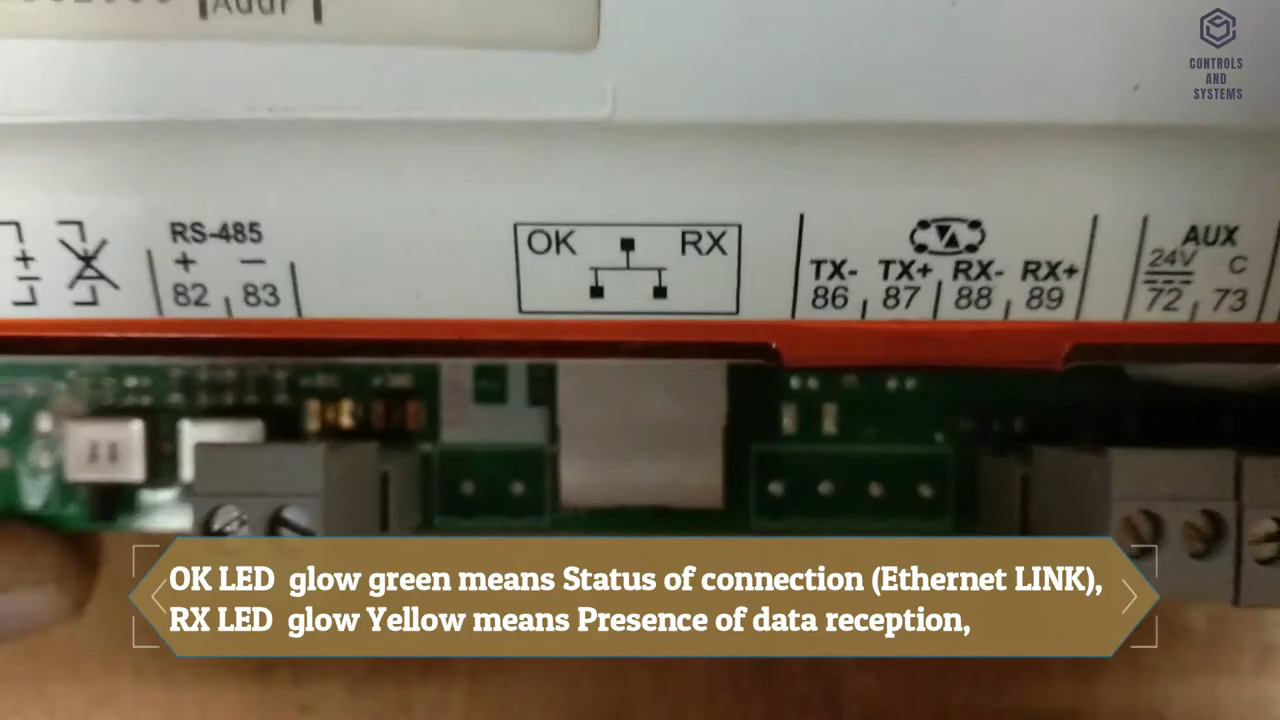 Addr
CONTROLS
AND
SYSTEMS
RS-485
+ −
82 83
OK RX
TX- TX+ RX- RX+
86 87 88 89
AUX
24V C
72 73
OK LED glow green means Status of connection (Ethernet LINK),
RX LED glow Yellow means Presence of data reception,